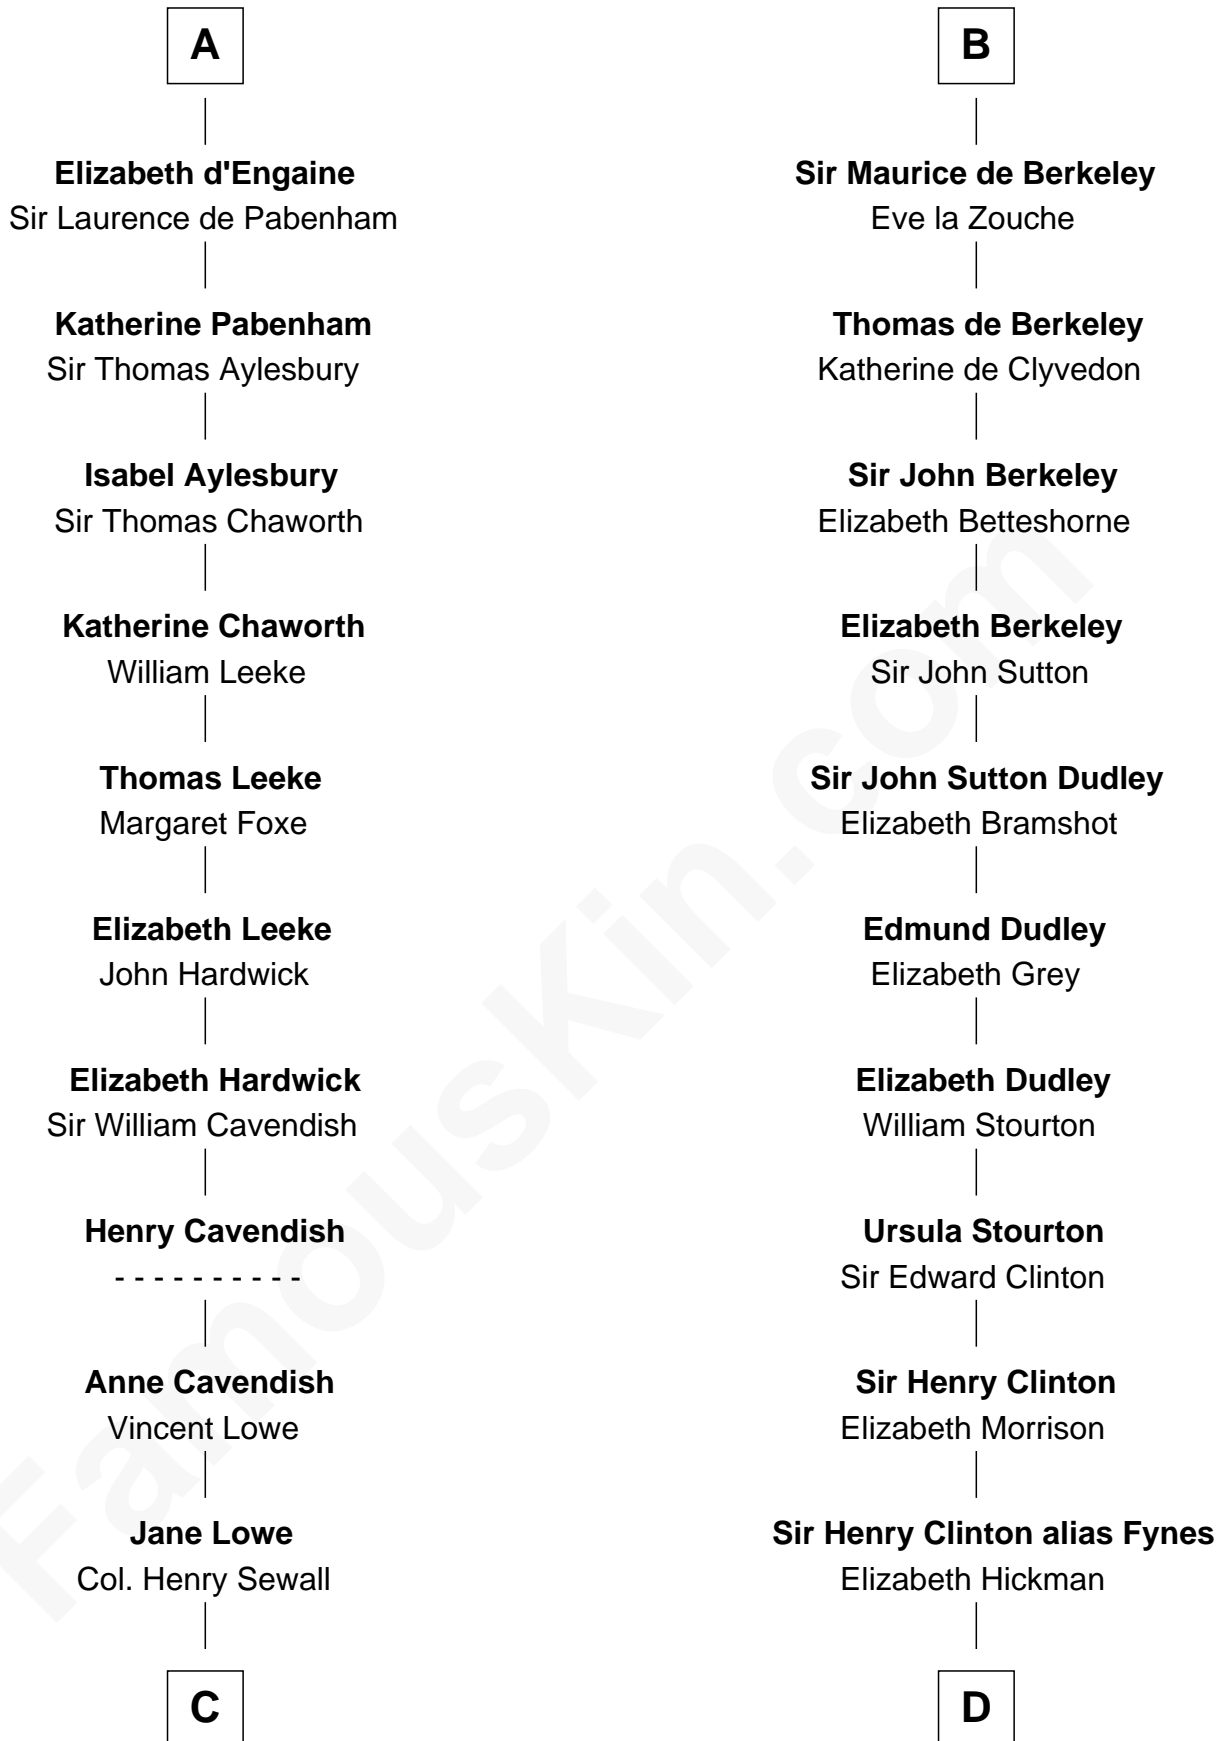 A
Elizabeth d'Engaine
Sir Laurence de Pabenham
Katherine Pabenham
Sir Thomas Aylesbury
Isabel Aylesbury
Sir Thomas Chaworth
Katherine Chaworth
William Leeke
Thomas Leeke
Margaret Foxe
Elizabeth Leeke
John Hardwick
Elizabeth Hardwick
Sir William Cavendish
Henry Cavendish
- - - - - - - - - -
Anne Cavendish
Vincent Lowe
Jane Lowe
Col. Henry Sewall
C
B
Sir Maurice de Berkeley
Eve la Zouche
Thomas de Berkeley
Katherine de Clyvedon
Sir John Berkeley
Elizabeth Betteshorne
Elizabeth Berkeley
Sir John Sutton
Sir John Sutton Dudley
Elizabeth Bramshot
Edmund Dudley
Elizabeth Grey
Elizabeth Dudley
William Stourton
Ursula Stourton
Sir Edward Clinton
Sir Henry Clinton
Elizabeth Morrison
Sir Henry Clinton alias Fynes
Elizabeth Hickman
D
FamousKin.com